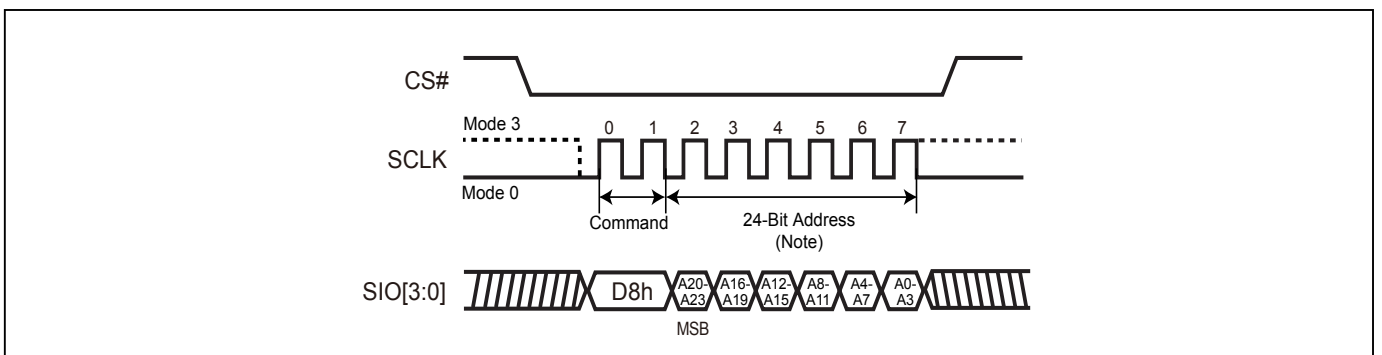 CS#
Mode 3
0 1 2 3 4 5 6 7
SCLK
Mode 0
Command
24-Bit Address
(Note)
SIO[3:0]
D8h
A20-
A23
A16-
A19
A12-
A15
A8-
A11
A4-
A7
A0-
A3
MSB